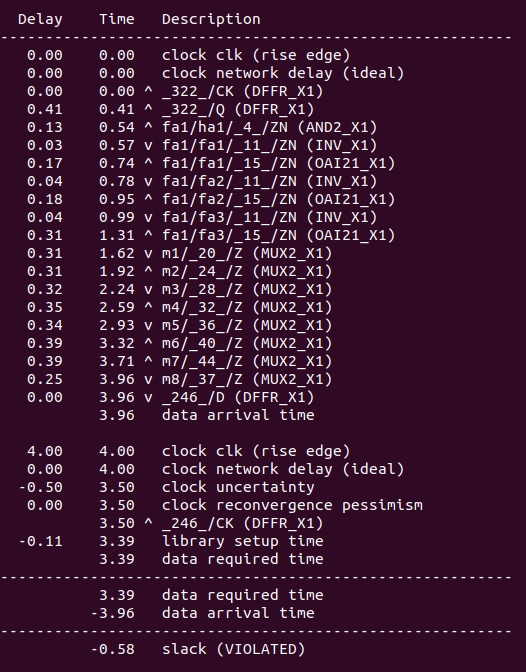 Delay Time Description
---------------------------------------------------------
0.00 0.00 clock clk (rise edge)
0.00 0.00 clock network delay (ideal)
0.00 0.00 ^ _322_/CK (DFFR_X1)
0.41 0.41 ^ _322_/Q (DFFR_X1)
0.13 0.54 ^ fa1/ha1/_4_/ZN (AND2_X1)
0.03 0.57 v fa1/fa1/_11_/ZN (INV_X1)
0.17 0.74 ^ fa1/fa1/_15_/ZN (OAI21_X1)
0.04 0.78 v fa1/fa2/_11_/ZN (INV_X1)
0.18 0.95 ^ fa1/fa2/_15_/ZN (OAI21_X1)
0.04 0.99 v fa1/fa3/_11_/ZN (INV_X1)
0.31 1.31 ^ fa1/fa3/_15_/ZN (OAI21_X1)
0.31 1.62 v m1/_20_/Z (MUX2_X1)
0.31 1.92 ^ m2/_24_/Z (MUX2_X1)
0.32 2.24 v m3/_28_/Z (MUX2_X1)
0.35 2.59 ^ m4/_32_/Z (MUX2_X1)
0.34 2.93 v m5/_36_/Z (MUX2_X1)
0.39 3.32 ^ m6/_40_/Z (MUX2_X1)
0.39 3.71 ^ m7/_44_/Z (MUX2_X1)
0.25 3.96 v m8/_37_/Z (MUX2_X1)
0.00 3.96 v _246_/D (DFFR_X1)
3.96 data arrival time
4.00 4.00 clock clk (rise edge)
0.00 4.00 clock network delay (ideal)
-0.50 3.50 clock uncertainty
0.00 3.50 clock reconvergence pessimism
3.50 ^ _246_/CK (DFFR_X1)
-0.11 3.39 library setup time
3.39 data required time
---------------------------------------------------------
3.39 data required time
-3.96 data arrival time
---------------------------------------------------------
-0.58 slack (VIOLATED)